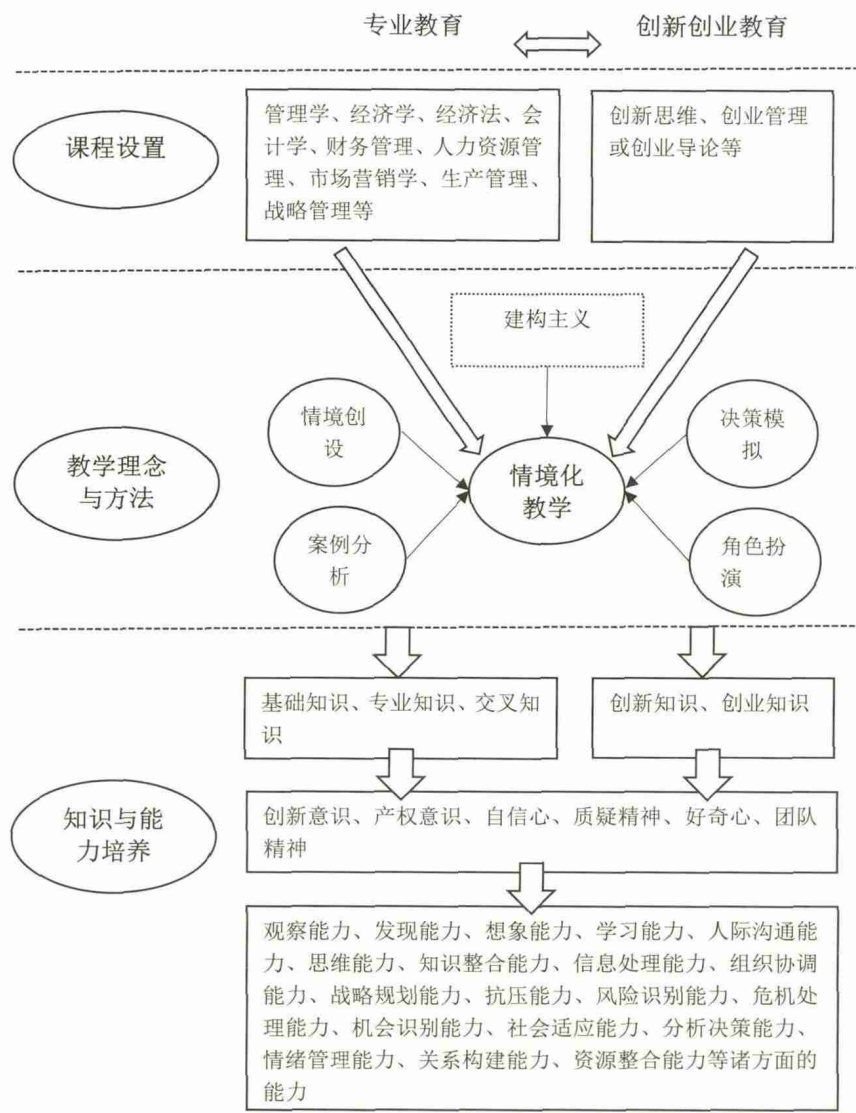 专业教育
创新创业教育
课程设置
管理学、经济学、经济法、会
计学、财务管理、人力资源管
理、市场营销学、生产管理、
战略管理等
创新思维、创业管理
或创业导论等
建构主义
情境创
设
决策模
拟
教学理念
与方法
情境化
教学
案例分
析
角色扮
演
基础知识、专业知识、交叉知
识
创新知识、创业知识
知识与能
力培养
创新意识、产权意识、自信心、质疑精神、好奇心、团队
精神
观察能力、发现能力、想象能力、学习能力、人际沟通能
力、思维能力、知识整合能力、信息处理能力、组织协调
能力、战略规划能力、抗压能力、风险识别能力、危机处
理能力、机会识别能力、社会适应能力、分析决策能力、
情绪管理能力、关系构建能力、资源整合能力等诸方面的
能力